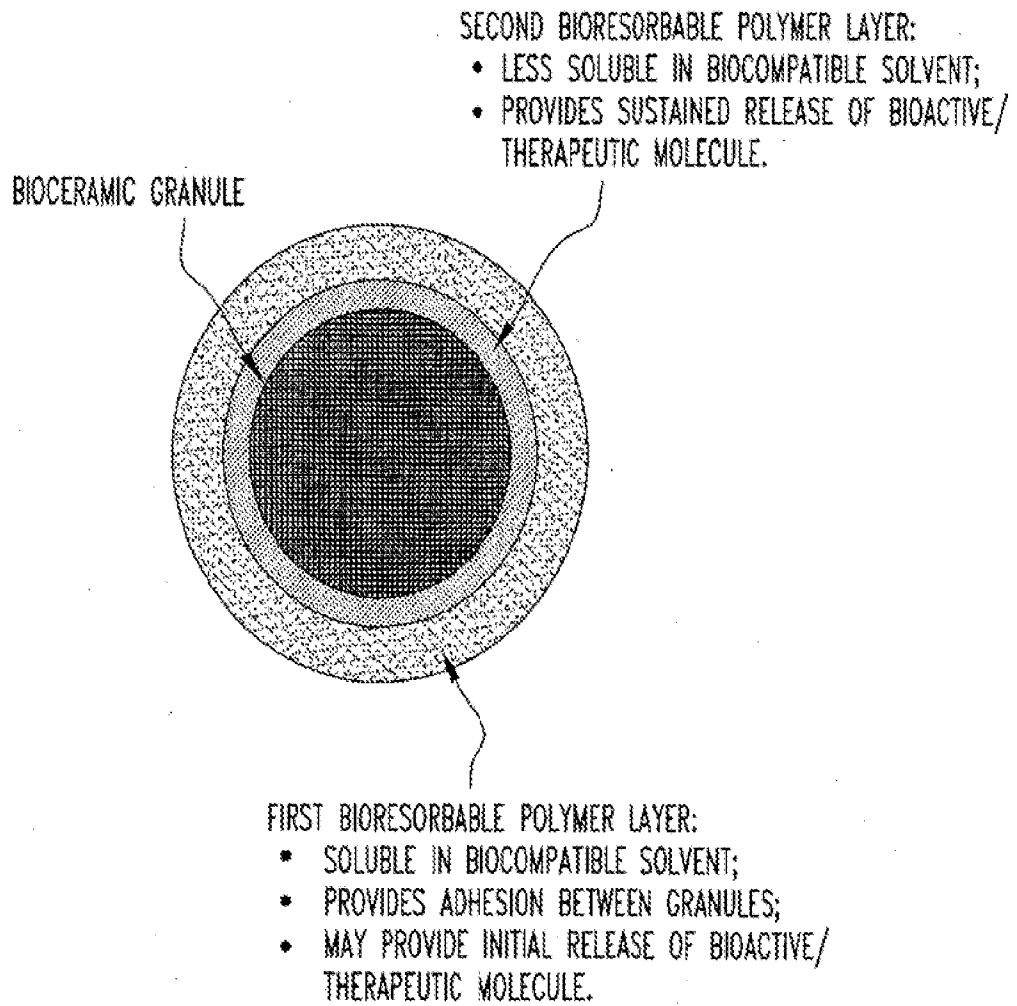 SECOND BIORESORBABLE POLYMER LAYER:
• LESS SOLUBLE IN BIOCOMPATIBLE SOLVENT;
• PROVIDES SUSTAINED RELEASE OF BIOACTIVE/
THERAPEUTIC MOLECULE.
BIOCERAMIC GRANULE
FIRST BIORESORBABLE POLYMER LAYER:
• SOLUBLE IN BIOCOMPATIBLE SOLVENT;
• PROVIDES ADHESION BETWEEN GRANULES;
• MAY PROVIDE INITIAL RELEASE OF BIOACTIVE/
THERAPEUTIC MOLECULE.